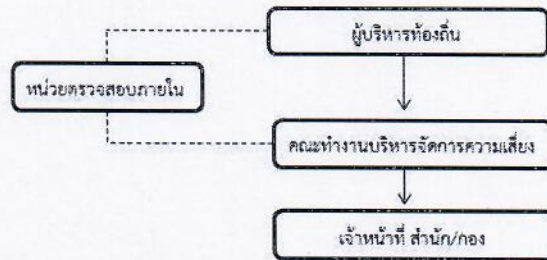 ผู้บริหารท้องถิ่น
หน่วยตรวจสอบภายใน
คณะทำงานบริหารจัดการความเสี่ยง
เจ้าหน้าที่ สำนัก/กอง